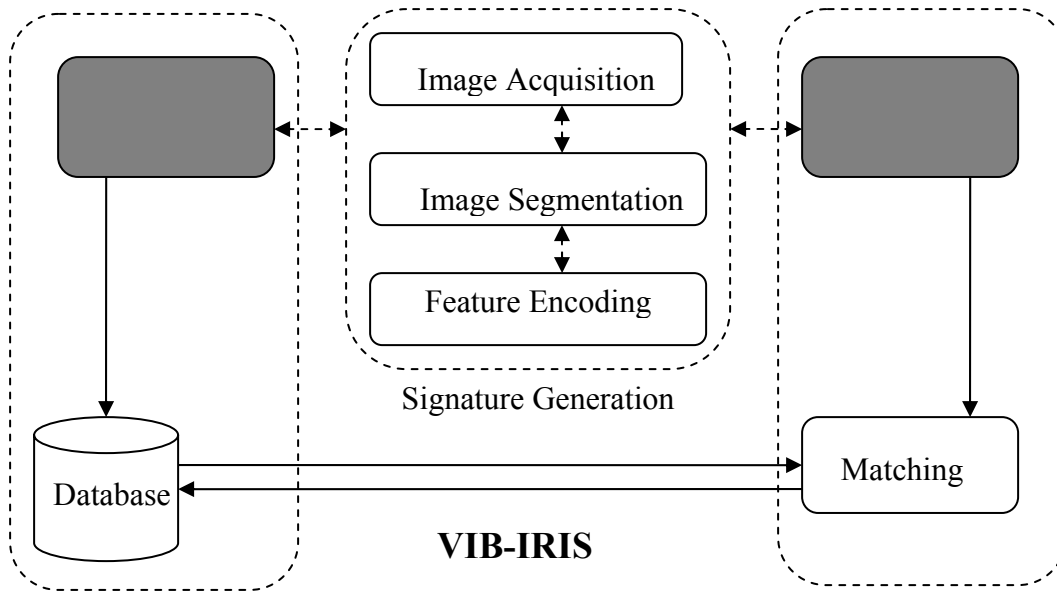 Image Acquisition
Image Segmentation
Feature Encoding
Signature Generation
Database
Matching
VIB-IRIS